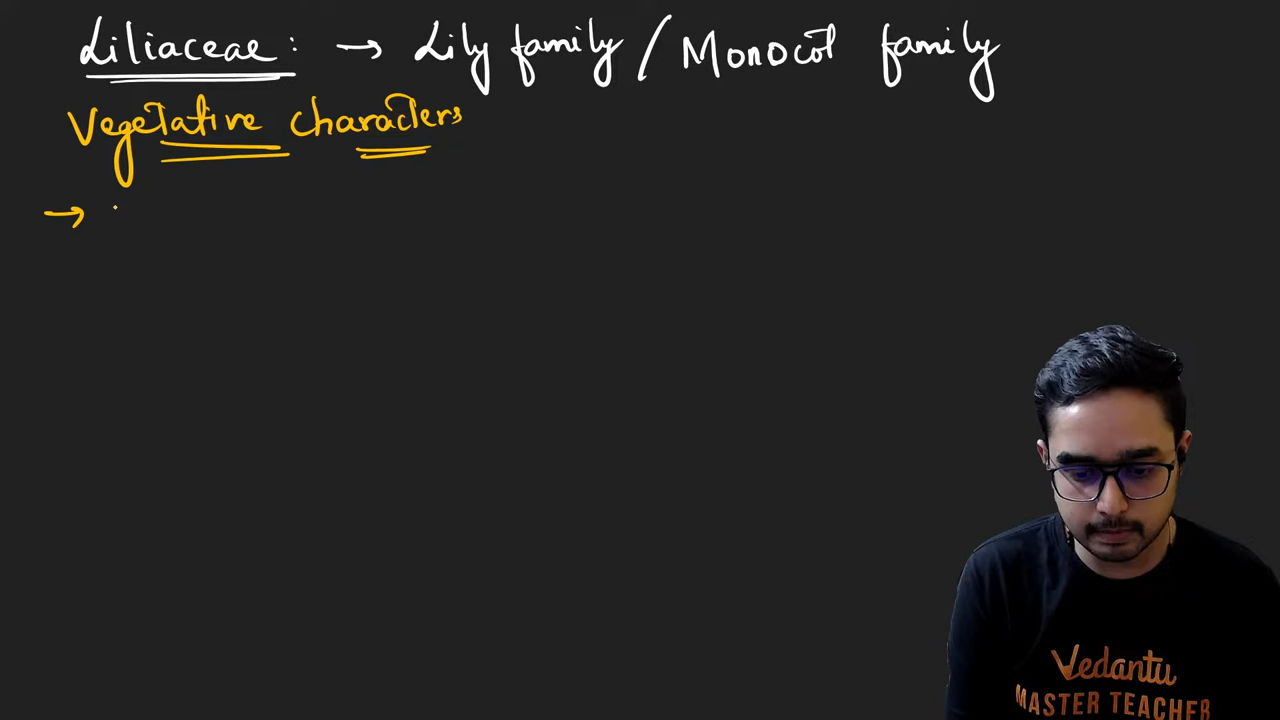 Liliaceae : → Lily family / Monocot family
Vegetative characters
→
Vedantu
MASTER TEACHER